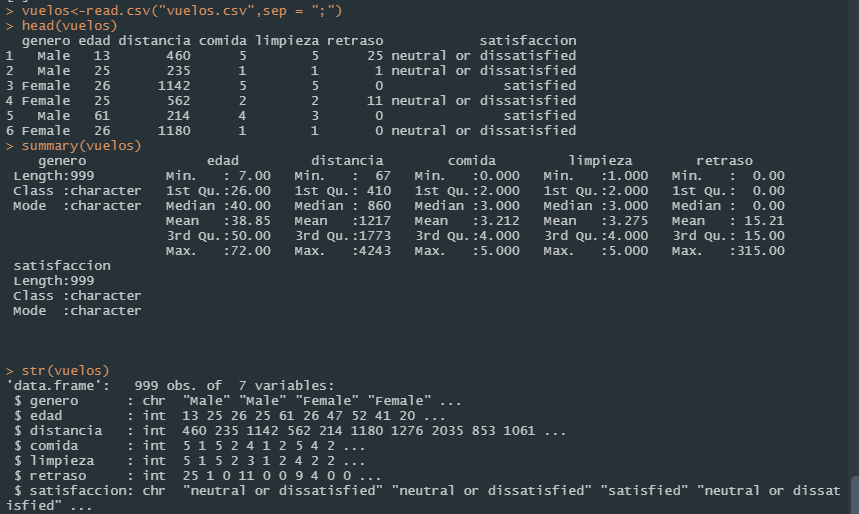 > vuelos<-read.csv("vuelos.csv",sep = ";")
> head(vuelos)
  genero edad distancia comida limpieza retraso            satisfaccion
1   Male   13       460      5        5      25 neutral or dissatisfied
2   Male   25       235      1        1       1 neutral or dissatisfied
3 Female   26      1142      5        5       0               satisfied
4 Female   25       562      2        2      11 neutral or dissatisfied
5   Male   61       214      4        3       0               satisfied
6 Female   26      1180      1        1       0 neutral or dissatisfied
> summary(vuelos)
    genero               edad         distancia        comida         limpieza        retraso
 Length:999         Min.   : 7.00   Min.   :  67   Min.   :0.000   Min.   :1.000   Min.   :  0.00
 Class :character   1st Qu.:26.00   1st Qu.: 410   1st Qu.:2.000   1st Qu.:2.000   1st Qu.:  0.00
 Mode  :character   Median :40.00   Median : 860   Median :3.000   Median :3.000   Median :  0.00
                    Mean   :38.85   Mean   :1217   Mean   :3.212   Mean   :3.275   Mean   : 15.21
                    3rd Qu.:50.00   3rd Qu.:1773   3rd Qu.:4.000   3rd Qu.:4.000   3rd Qu.: 15.00
                    Max.   :72.00   Max.   :4243   Max.   :5.000   Max.   :5.000   Max.   :315.00
 satisfaccion
 Length:999
 Class :character
 Mode  :character
> str(vuelos)
'data.frame':   999 obs. of  7 variables:
 $ genero      : chr  "Male" "Male" "Female" "Female" ...
 $ edad        : int  13 25 26 25 61 26 47 52 41 20 ...
 $ distancia   : int  460 235 1142 562 214 1180 1276 2035 853 1061 ...
 $ comida      : int  5 1 5 2 4 1 2 5 4 2 ...
 $ limpieza    : int  5 1 5 2 3 1 2 4 2 2 ...
 $ retraso     : int  25 1 0 11 0 0 9 4 0 0 ...
 $ satisfaccion: chr  "neutral or dissatisfied" "neutral or dissatisfied" "satisfied" "neutral or dissat
isfied" ...